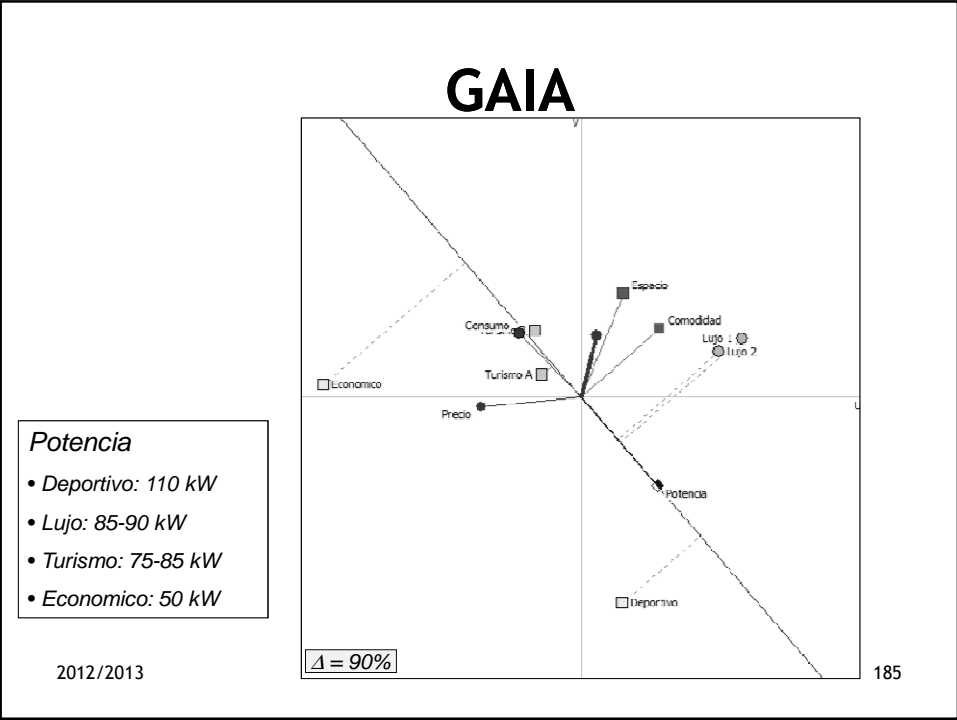 GAIA
V
Espacio
Consumo
Comodidad
Lujo 1
Lujo 2
Turismo A
Economico
U
Precio
Potencia
• Deportivo: 110 kW
• Lujo: 85-90 kW
• Turismo: 75-85 kW
• Economico: 50 kW
Potencia
Deportivo
Δ = 90%
2012/2013
185